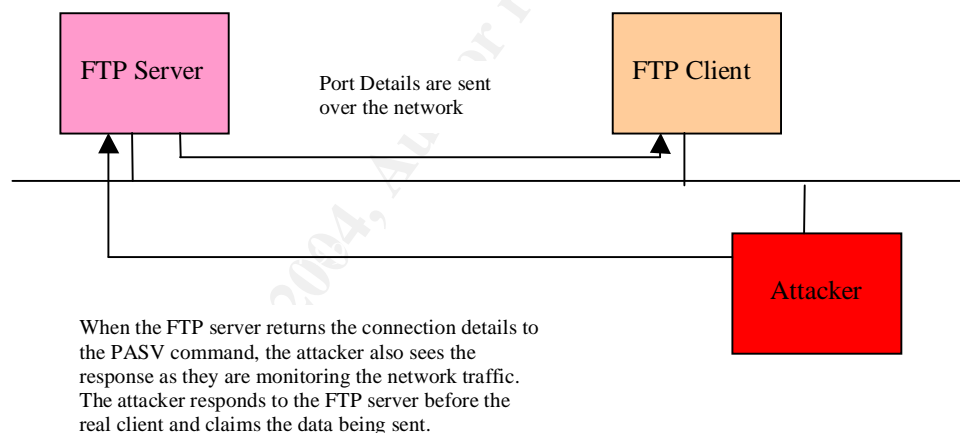 FTP Server
FTP Client
Port Details are sent
over the network
2004, Au
Attacker
When the FTP server returns the connection details to
the PASV command, the attacker also sees the
response as they are monitoring the network traffic.
The attacker responds to the FTP server before the
real client and claims the data being sent.